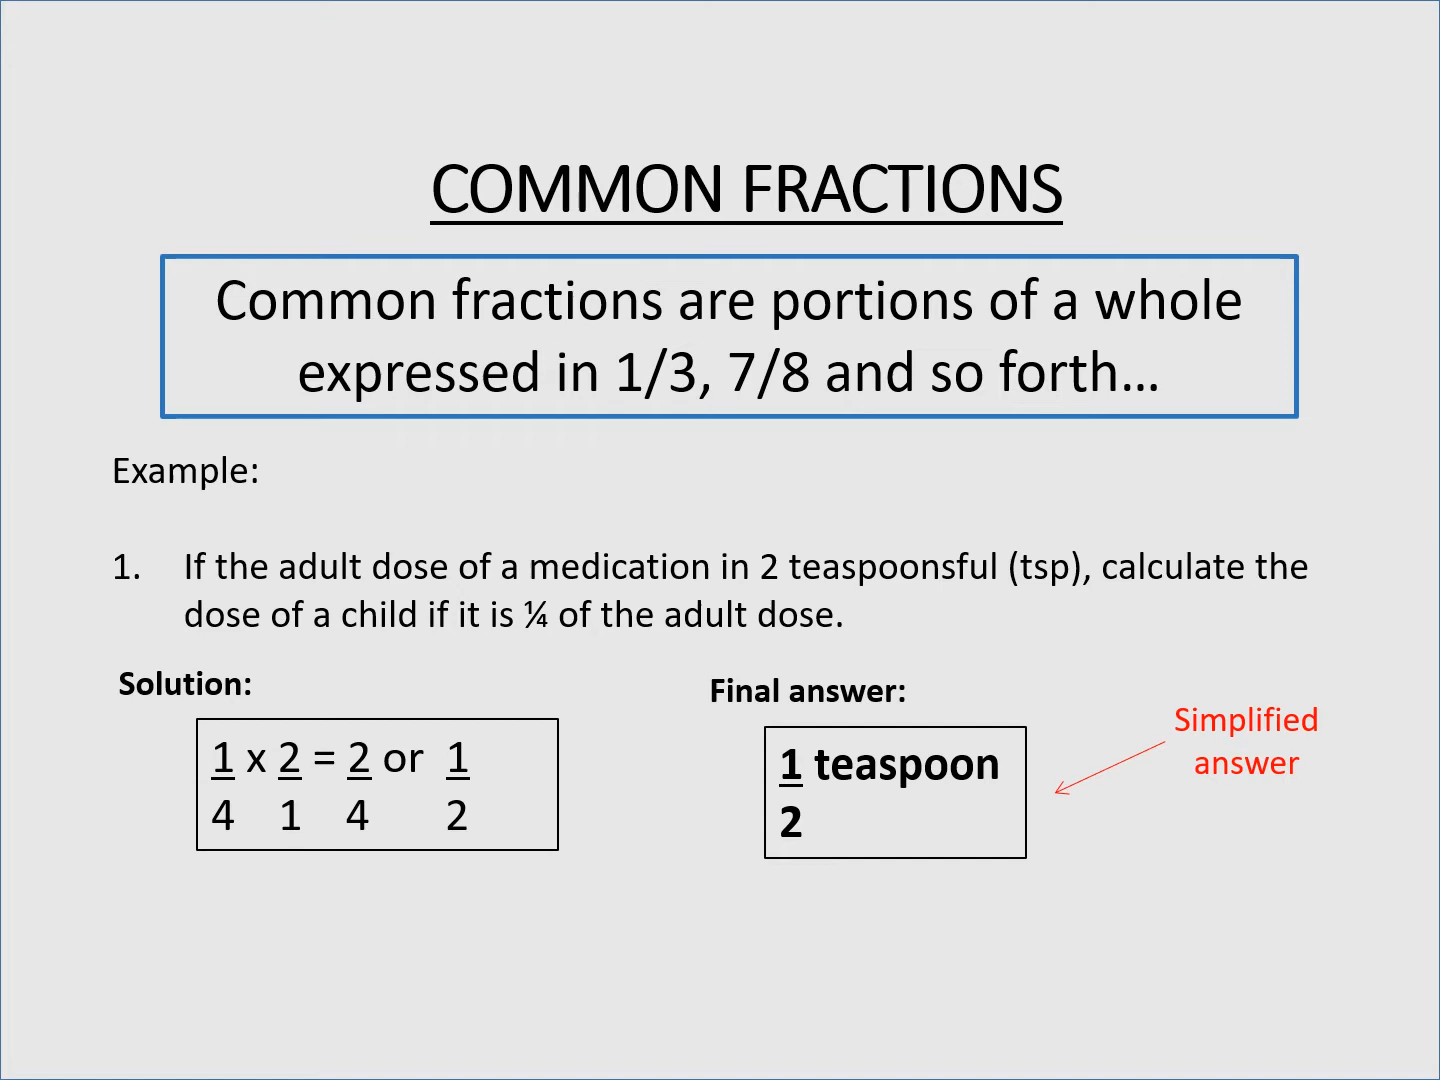 COMMON FRACTIONS
Common fractions are portions of a whole
expressed in 1/3, 7/8 and so forth…
Example:
1. If the adult dose of a medication in 2 teaspoonsful (tsp), calculate the
dose of a child if it is ¼ of the adult dose.
Solution:
1 x 2 = 2 or 1
4 1 4 2
Final answer:
1 teaspoon
2
Simplified
answer